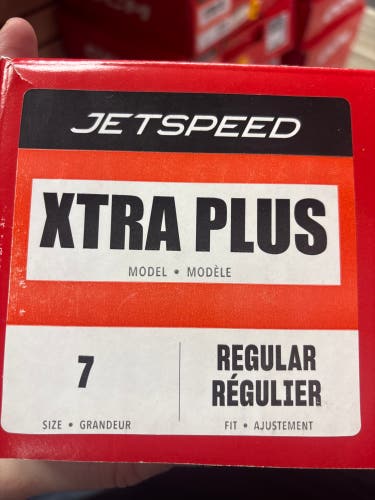 JETSPEED
XTRA PLUS
MODEL • MODÈLE
7
SIZE • GRANDEUR
REGULAR
RÉGULIER
FIT • AJUSTEMENT